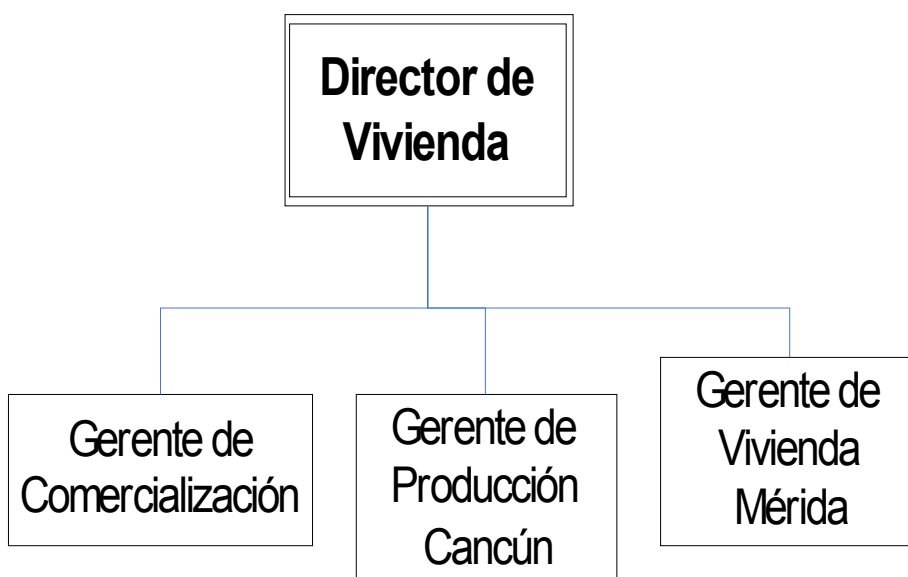 Director de
Vivienda
Gerente de
Comercialización
Gerente de
Producción
Cancún
Gerente de
Vivienda
Mérida